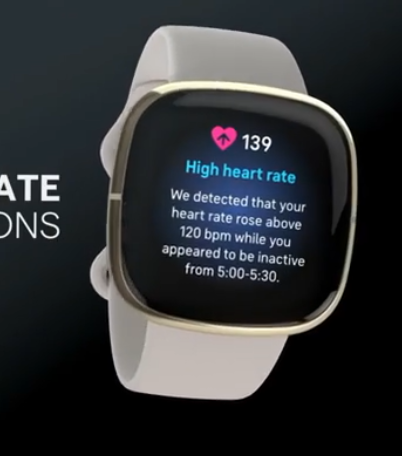 ATE
ONS
139
High heart rate
We detected that your
heart rate rose above
120 bpm while you
appeared to be inactive
from 5:00-5:30.